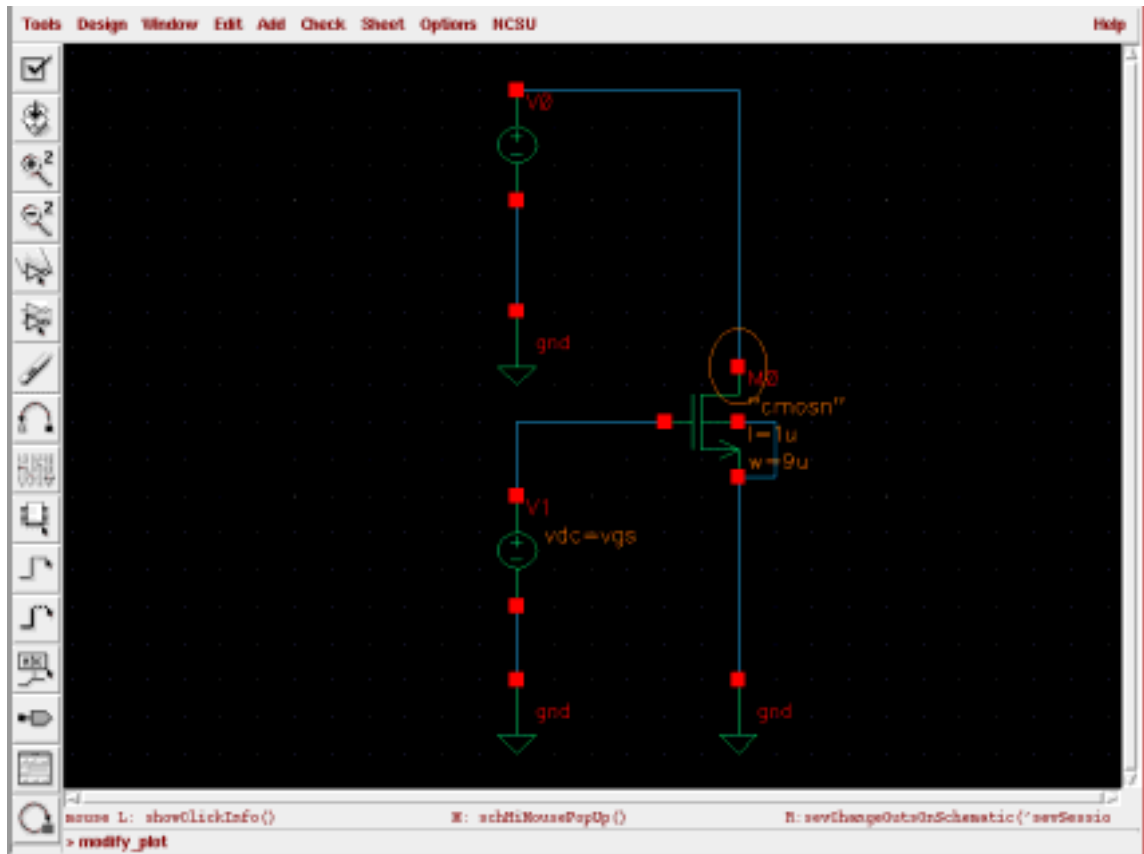 Tools Design Window Edit Add Check Sheet Options NCSU Help
V0
gnd
M0
"cmosn"
l=1u
w=9u
V1
vdc=vgs
gnd
gnd
mouse L: showClickInfo() M: schHiMousePopUp() R:sevChangeOutsOnSchematic('sevSessio
> modify_plot